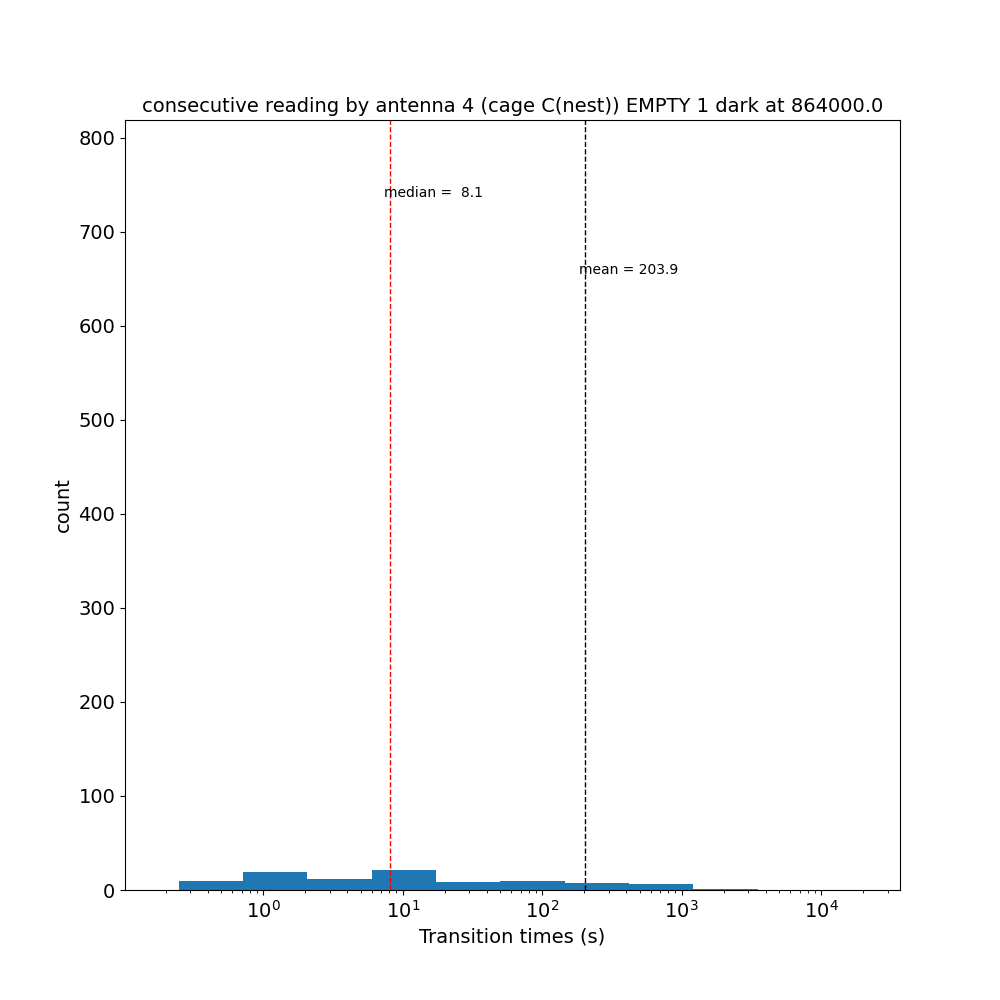 consecutive reading by antenna 4 (cage C(nest)) EMPTY 1 dark at 864000.0
800
median =  8.1
700
mean = 203.9
600
500
count
400
300
200
100
0
10⁰ 10¹ 10² 10³ 10⁴
Transition times (s)